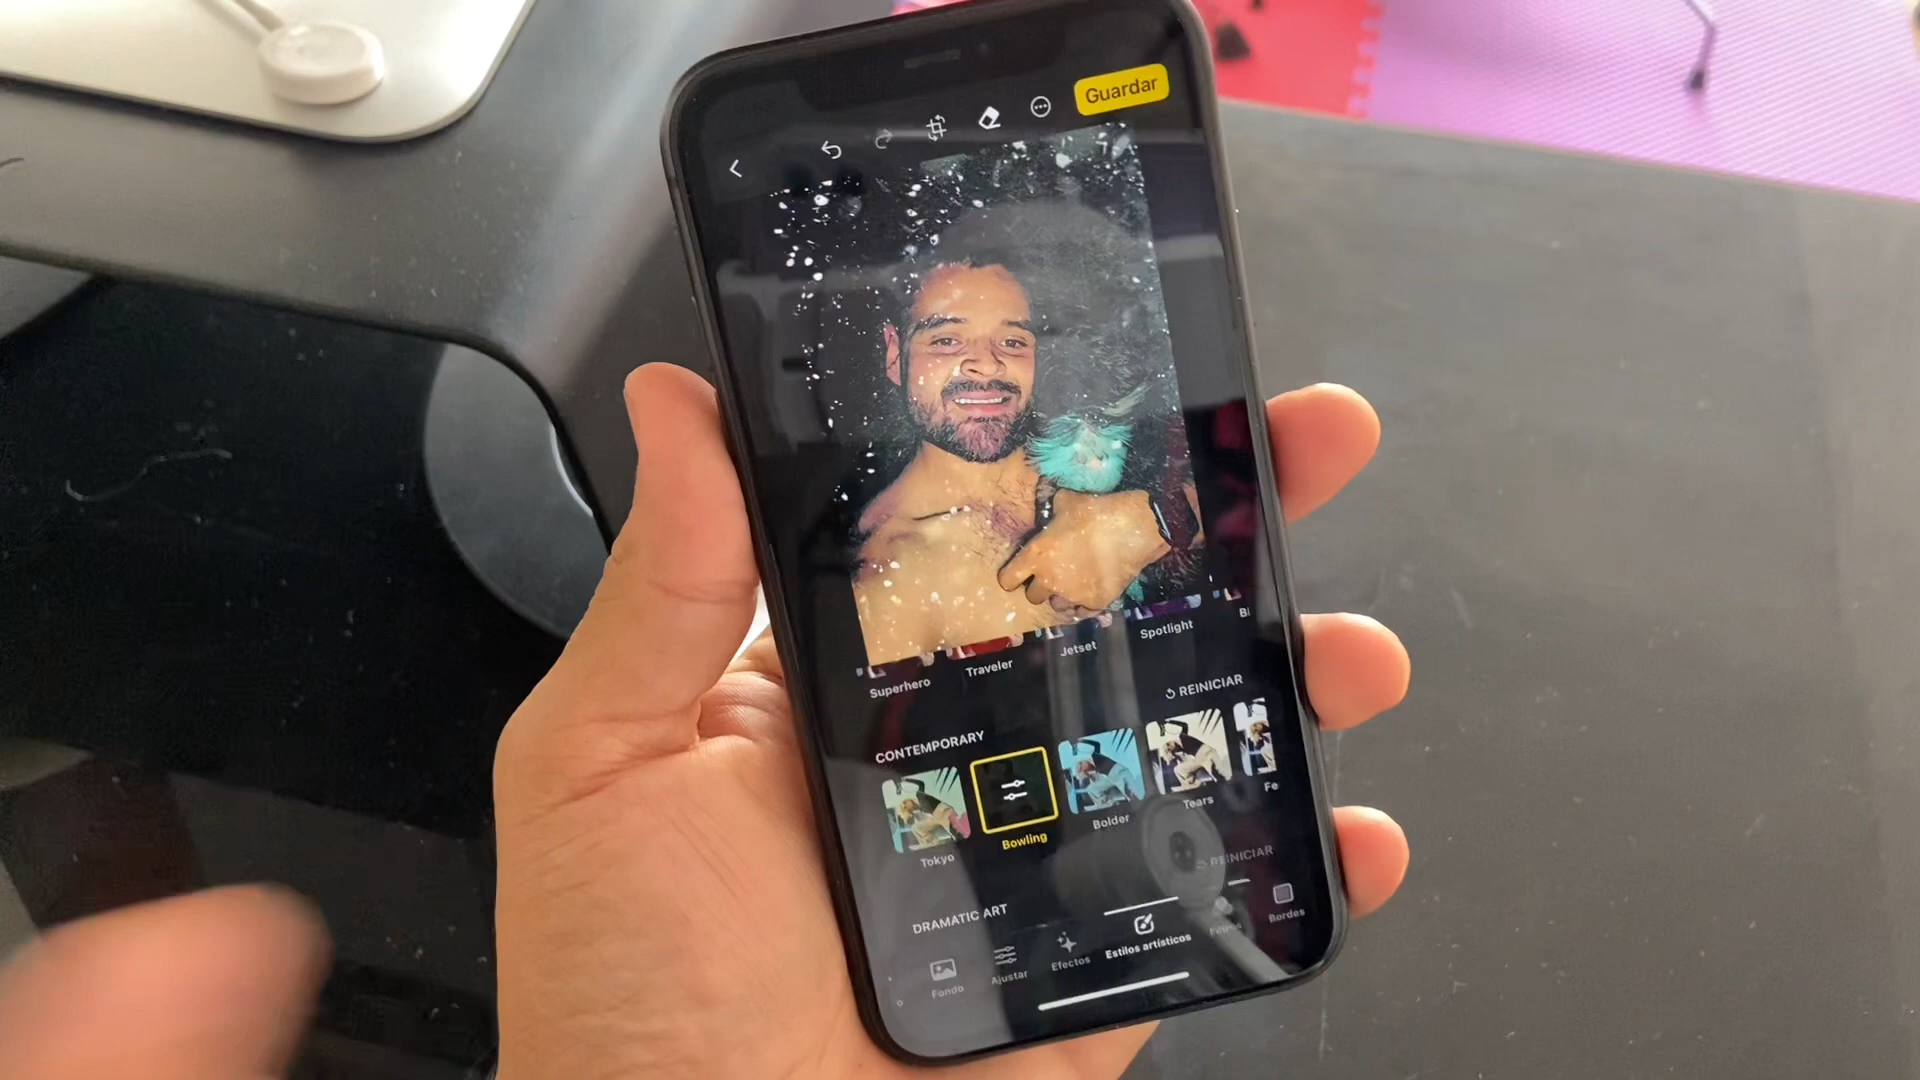 Guardar
Superhero
Traveler
Jetset
Spotlight
REINICIAR
CONTEMPORARY
Tokyo
Bowling
Bolder
Tears
Fe
REINICIAR
DRAMATIC ART
Fondo
Ajustar
Efectos
Estilos artísticos
Bordes